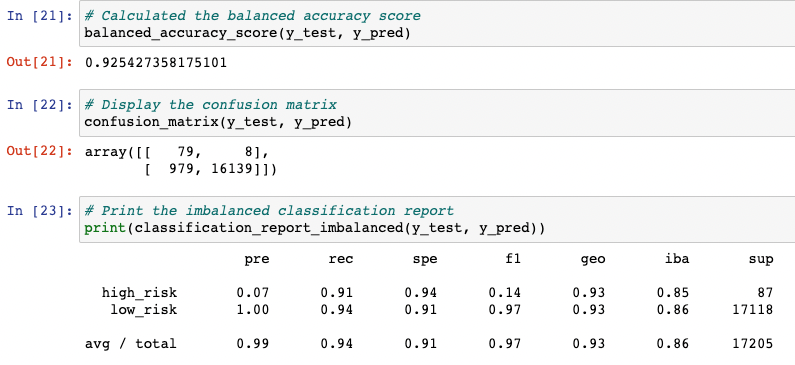 In [21]: # Calculated the balanced accuracy score
balanced_accuracy_score(y_test, y_pred)
Out[21]: 0.925427358175101
In [22]: # Display the confusion matrix
confusion_matrix(y_test, y_pred)
Out[22]: array([[   79,     8],
       [  979, 16139]])
In [23]: # Print the imbalanced classification report
print(classification_report_imbalanced(y_test, y_pred))
pre rec spe f1 geo iba sup
high_risk 0.07 0.91 0.94 0.14 0.93 0.85 87
low_risk 1.00 0.94 0.91 0.97 0.93 0.86 17118
avg / total 0.99 0.94 0.91 0.97 0.93 0.86 17205